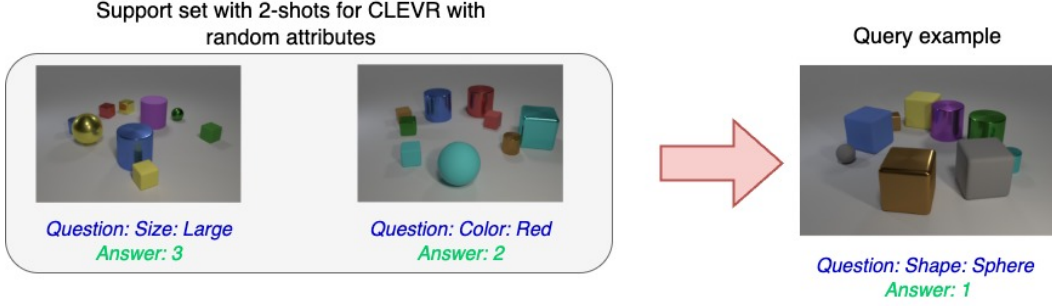 Support set with 2-shots for CLEVR with
random attributes
Query example
Question: Size: Large
Answer: 3
Question: Color: Red
Answer: 2
Question: Shape: Sphere
Answer: 1